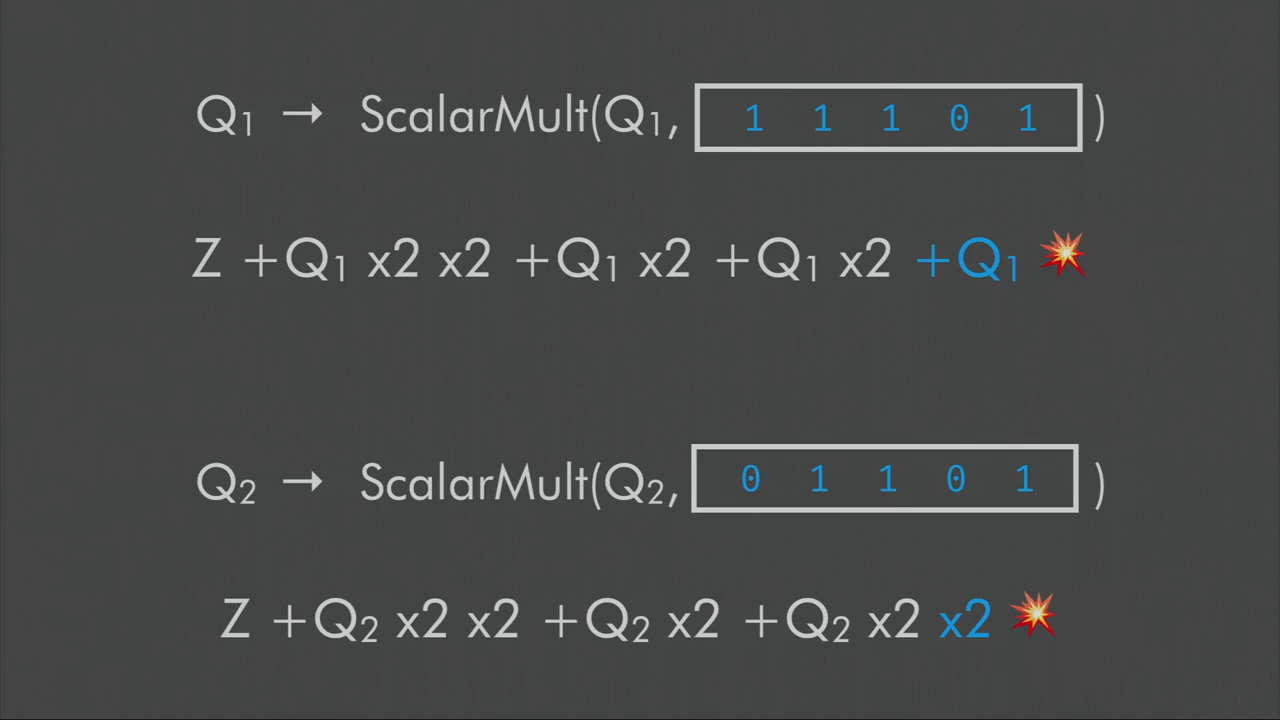 Q₁ → ScalarMult(Q₁, 1 1 1 0 1 )
Z +Q₁ x2 x2 +Q₁ x2 +Q₁ x2 +Q₁ 💥
Q₂ → ScalarMult(Q₂, 0 1 1 0 1 )
Z +Q₂ x2 x2 +Q₂ x2 +Q₂ x2 x2 💥